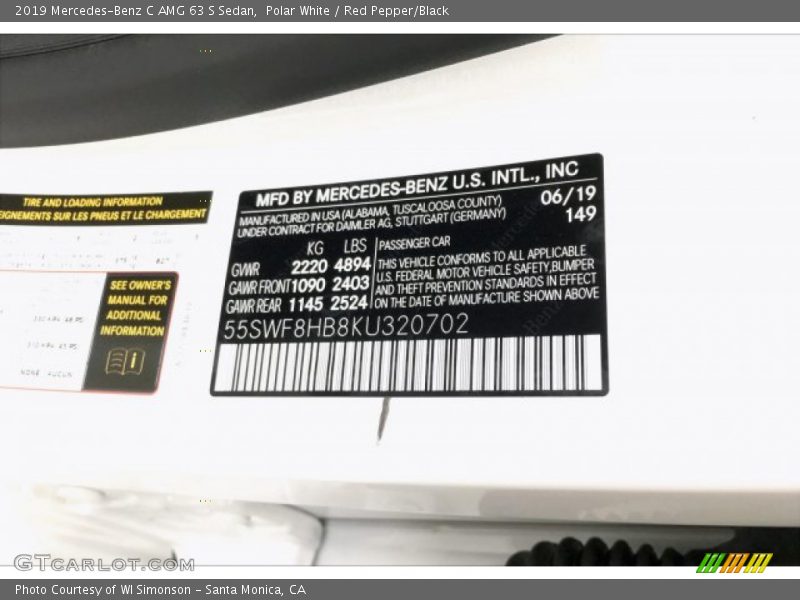 2019 Mercedes-Benz C AMG 63 S Sedan, Polar White / Red Pepper/Black
TIRE AND LOADING INFORMATION
EIGNEMENTS SUR LES PNEUS ET LE CHARGEMENT
SEE OWNER'S
MANUAL FOR
ADDITIONAL
INFORMATION
MFD BY MERCEDES-BENZ U.S. INTL., INC
MANUFACTURED IN USA (ALABAMA, TUSCALOOSA COUNTY) 06/19
UNDER CONTRACT FOR DAIMLER AG, STUTTGART (GERMANY) 149
KG LBS PASSENGER CAR
GVWR 2220 4894 THIS VEHICLE CONFORMS TO ALL APPLICABLE
GAWR FRONT 1090 2403 U.S. FEDERAL MOTOR VEHICLE SAFETY, BUMPER
GAWR REAR 1145 2524 AND THEFT PREVENTION STANDARDS IN EFFECT
ON THE DATE OF MANUFACTURE SHOWN ABOVE
55SWF8HB8KU320702
GTcarlot.com
Photo Courtesy of WI Simonson - Santa Monica, CA